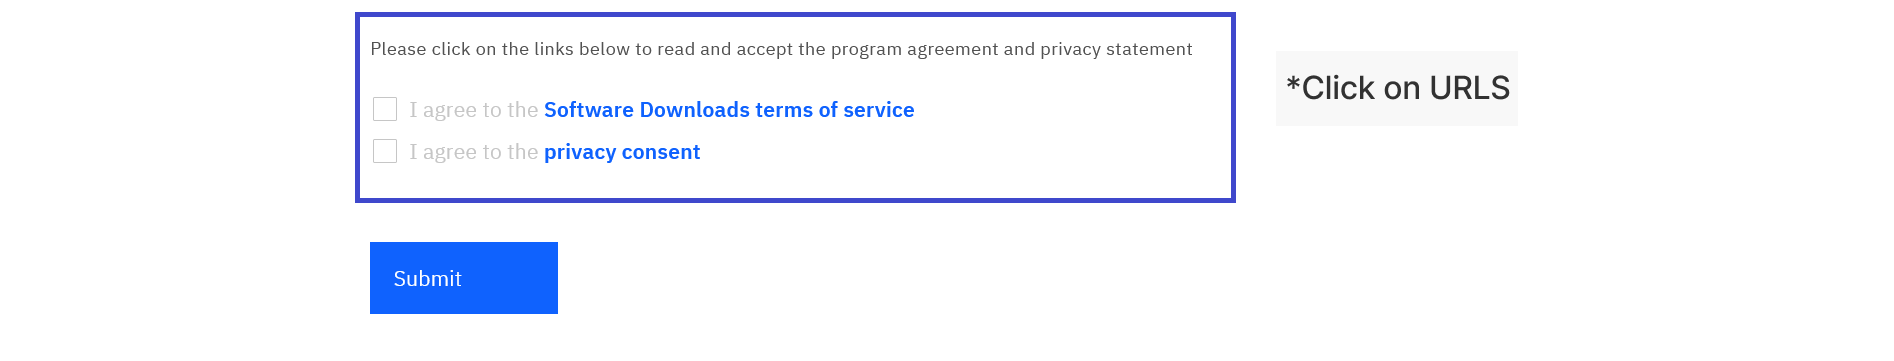 Please click on the links below to read and accept the program agreement and privacy statement
*Click on URLS
I agree to the Software Downloads terms of service
I agree to the privacy consent
Submit